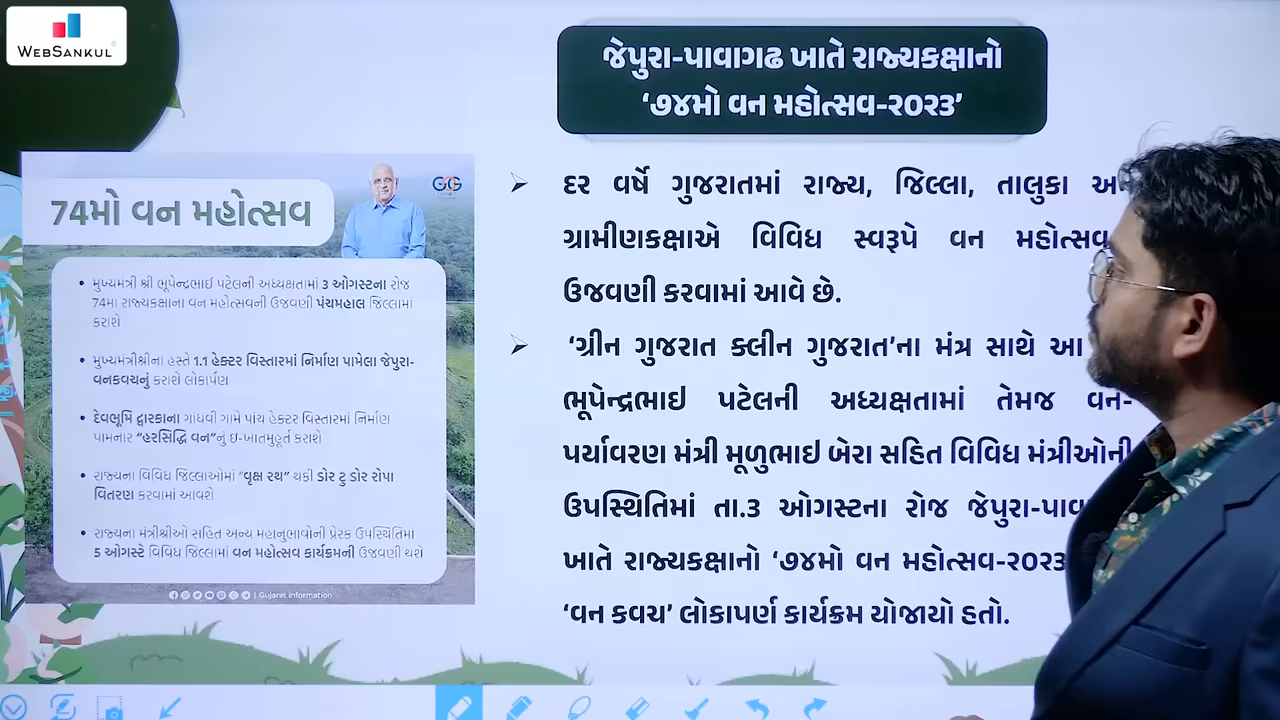 WEBSANKUL
જેપુરા-પાવાગઢ ખાતે રાજ્યકક્ષાનો
‘૭૪મો વન મહોત્સવ-૨૦૨૩’
74મો વન મહોત્સવ
મુખ્યમંત્રી શ્રી ભૂપેન્દ્રભાઈ પટેલની અધ્યક્ષતામાં 3 ઓગસ્ટના રોજ
74મા રાજ્યકક્ષાના વન મહોત્સવની ઉજવણી પંચમહાલ જિલ્લામાં
કરાશે
મુખ્યમંત્રીશ્રીના હસ્તે 1.1 હેક્ટર વિસ્તારમાં નિર્માણ પામેલા જેપુરા-
વનકવચનું કરાશે લોકાર્પણ
દેવભૂમિ દ્વારકાના ગાંધવી ગામે પાંચ હેક્ટર વિસ્તારમાં નિર્માણ
પામનાર “હરસિદ્ધિ વન”નું ઇ-ખાતમુહૂર્ત કરાશે
રાજ્યના વિવિધ જિલ્લાઓમાં “વૃક્ષ રથ” થકી ડોર ટુ ડોર રોપા
વિતરણ કરવામાં આવશે
રાજ્યના મંત્રીશ્રીઓ સહિત અન્ય મહાનુભાવોની પ્રેરક ઉપસ્થિતિમાં
5 ઓગસ્ટે વિવિધ જિલ્લામાં વન મહોત્સવ કાર્યક્રમની ઉજવણી થશે
| Gujarat Information
દર વર્ષે ગુજરાતમાં રાજ્ય, જિલ્લા, તાલુકા
ગ્રામીણકક્ષાએ વિવિધ સ્વરૂપે વન મહોત્સવ
ઉજવણી કરવામાં આવે છે.
‘ગ્રીન ગુજરાત ક્લીન ગુજરાત’ના મંત્ર સાથે આ
ભૂપેન્દ્રભાઇ પટેલની અધ્યક્ષતામાં તેમજ વન-
પર્યાવરણ મંત્રી મૂળુભાઇ બેરા સહિત વિવિધ મંત્રીઓની
ઉપસ્થિતિમાં તા.3 ઓગસ્ટના રોજ જેપુરા-
ખાતે રાજ્યકક્ષાનો ‘૭૪મો વન મહોત્સવ-૨૦૨૩
‘વન કવચ’ લોકાપર્ણ કાર્યક્રમ યોજાયો હતો.